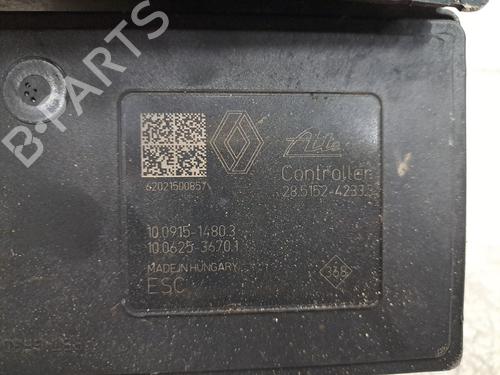 B-PARTS
62021500857
Ate
Controller
28.5152-4233.3
10.0915-1480.3
10.0625-3670.1
MADE IN HUNGARY
ESC
368